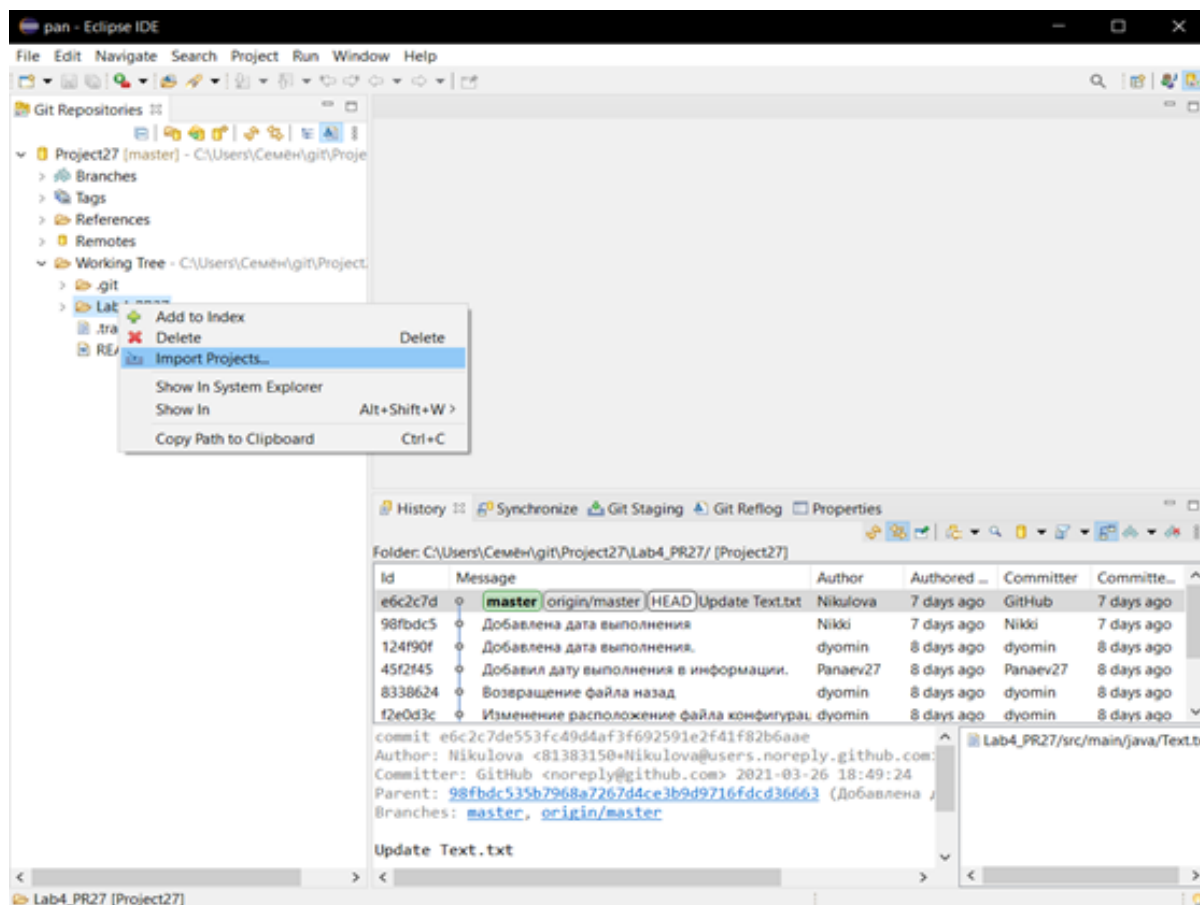 pan - Eclipse IDE
File Edit Navigate Search Project Run Window Help
Git Repositories
Project27 [master] - C:\Users\Семён\git\Proje
Branches
Tags
References
Remotes
Working Tree - C:\Users\Семён\git\Project
.git
Lab4_PR27
.tra
REA
Add to Index
Delete Delete
Import Projects...
Show In System Explorer
Show In Alt+Shift+W >
Copy Path to Clipboard Ctrl+C
History Synchronize Git Staging Git Reflog Properties
Folder: C:\Users\Семён\git\Project27\Lab4_PR27/ [Project27]
Id Message Author Authored ... Committer Committe...
e6c2c7d master origin/master HEAD Update Text.txt Nikulova 7 days ago GitHub 7 days ago
98fbdc5 Добавлена дата выполнения Nikki 7 days ago Nikki 7 days ago
124f90f Добавлена дата выполнения. dyomin 8 days ago dyomin 8 days ago
45f2f45 Добавил дату выполнения в информации. Panaev27 8 days ago Panaev27 8 days ago
8338624 Возвращение файла назад dyomin 8 days ago dyomin 8 days ago
f2e0d3c Изменение расположение файла конфигурац dyomin 8 days ago dyomin 8 days ago
commit e6c2c7de553fc49d4af3f692591e2f41f82b6aae
Author: Nikulova <81383150+Nikulova@users.noreply.github.com>
Committer: GitHub <noreply@github.com> 2021-03-26 18:49:24
Parent: 98fbdc535b7968a7267d4ce3b9d9716fdcd36663 (Добавлена д
Branches: master, origin/master
Update Text.txt
Lab4_PR27/src/main/java/Text.t
Lab4_PR27 [Project27]